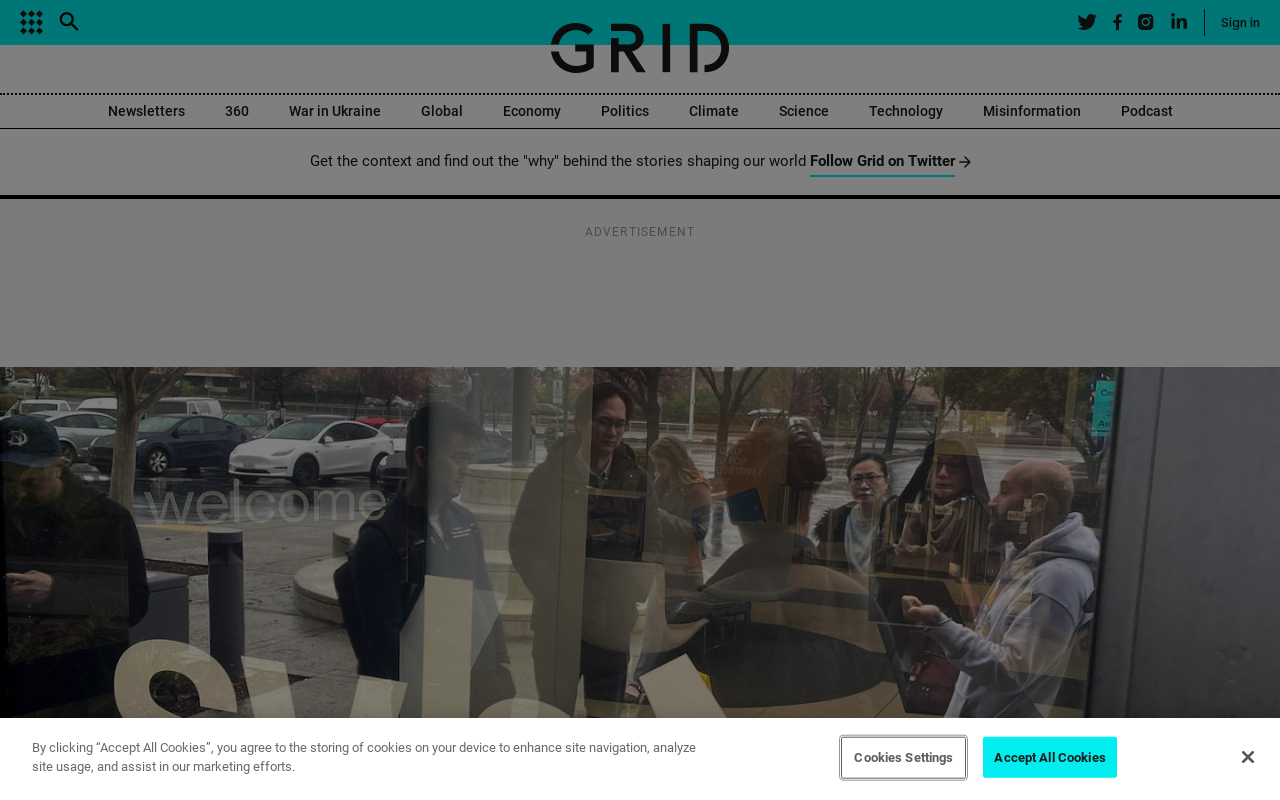 Sign in
GRID
Newsletters 360 War in Ukraine Global Economy Politics Climate Science Technology Misinformation Podcast
Get the context and find out the "why" behind the stories shaping our world Follow Grid on Twitter
ADVERTISEMENT
welcome
By clicking “Accept All Cookies”, you agree to the storing of cookies on your device to enhance site navigation, analyze
site usage, and assist in our marketing efforts.
Cookies Settings
Accept All Cookies